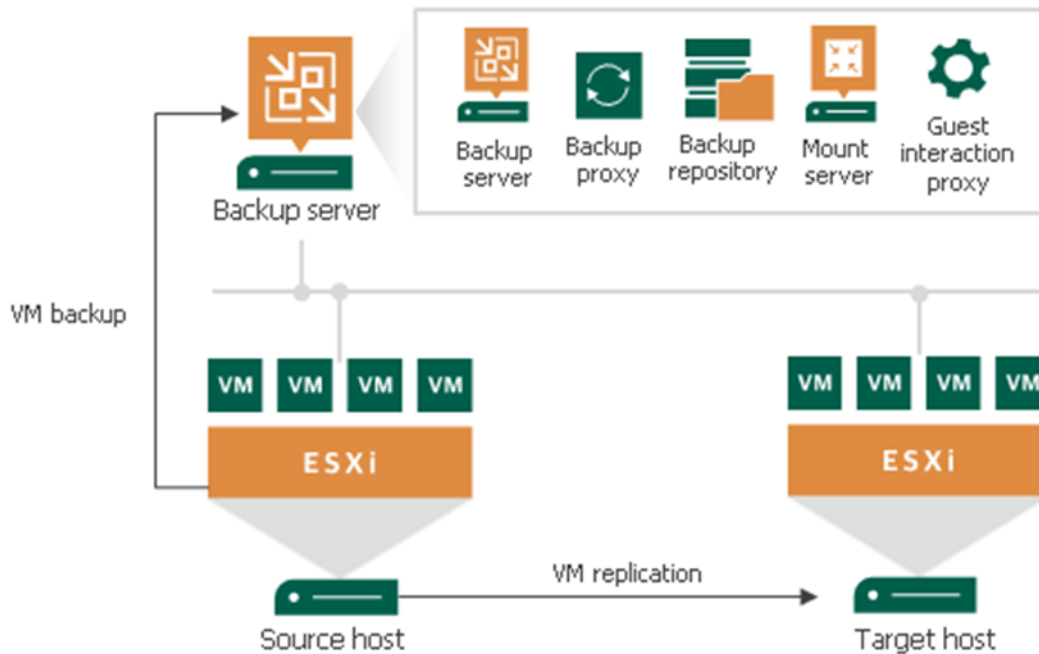 Backup server
Backup
server
Backup
proxy
Backup
repository
Mount
server
Guest
interaction
proxy
VM backup
VM VM VM VM
ESXi
VM VM VM VM
ESXi
VM replication
Source host
Target host